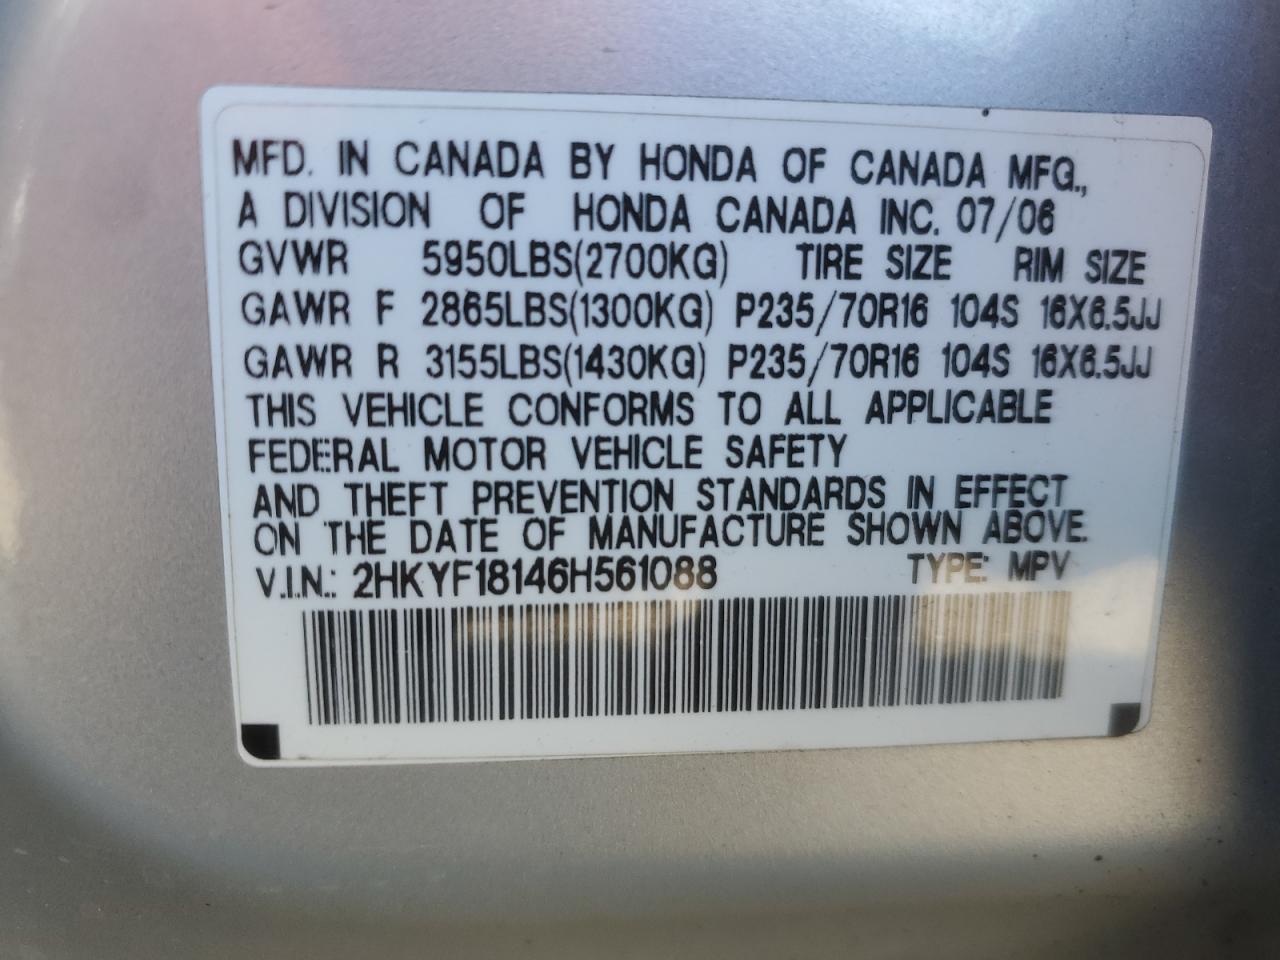 MFD. IN CANADA BY HONDA OF CANADA MFG.,
A DIVISION OF HONDA CANADA INC. 07/06
GVWR 5950LBS(2700KG) TIRE SIZE RIM SIZE
GAWR F 2865LBS(1300KG) P235/70R16 104S 16X6.5JJ
GAWR R 3155LBS(1430KG) P235/70R16 104S 16X6.5JJ
THIS VEHICLE CONFORMS TO ALL APPLICABLE
FEDERAL MOTOR VEHICLE SAFETY
AND THEFT PREVENTION STANDARDS IN EFFECT
ON THE DATE OF MANUFACTURE SHOWN ABOVE.
V.I.N.: 2HKYF18146H561088 TYPE: MPV